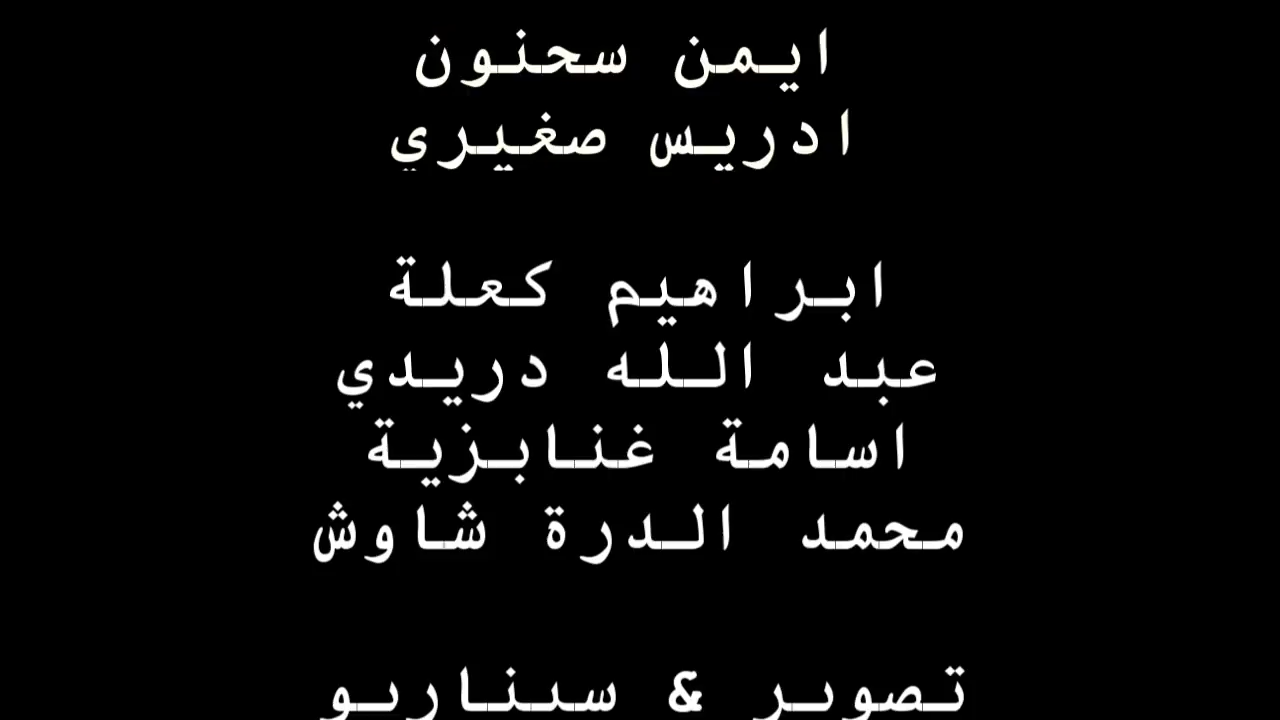 ايمن سحنون
ادريس صغيري
ابراهيم كعلة
عبد الله دريدي
اسامة غنابزية
محمد الدرة شاوش
تصوير & سيناريو